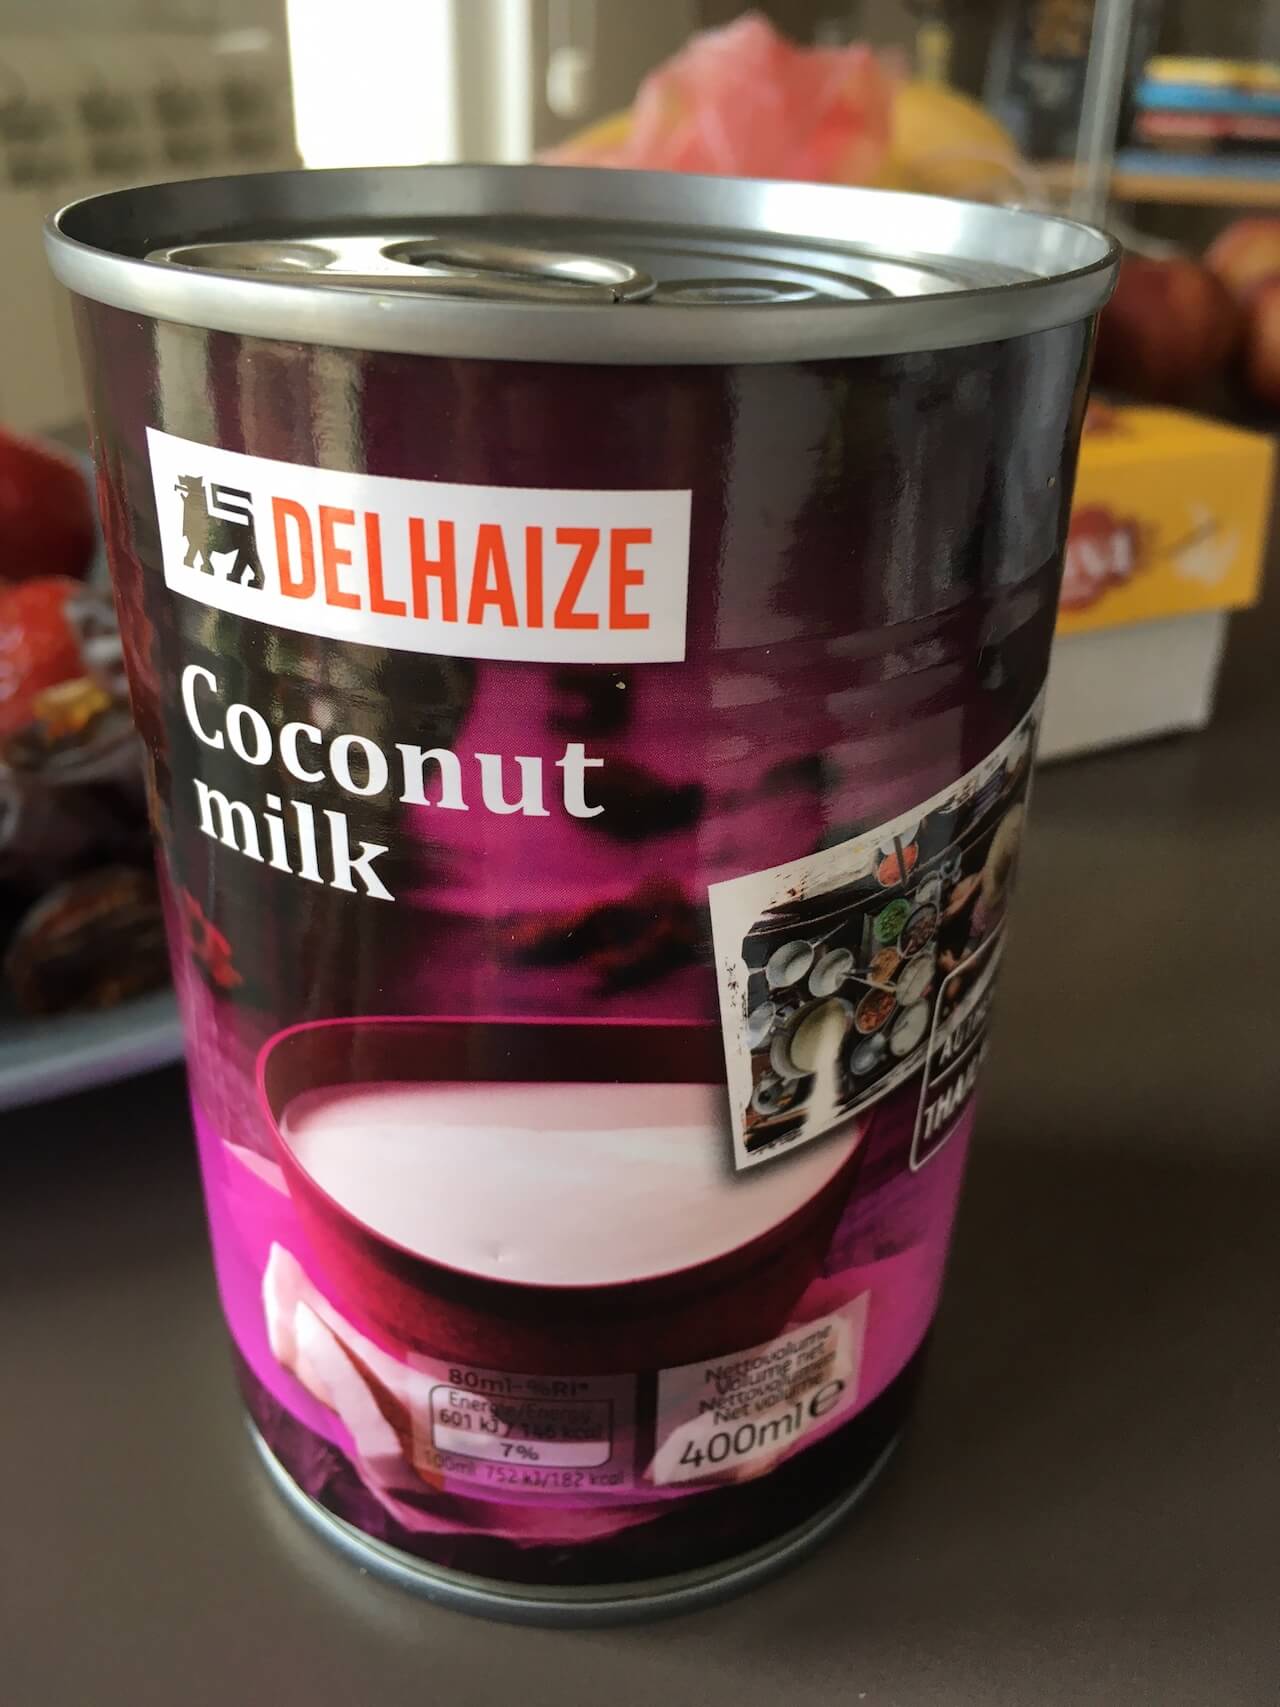 DELHAIZE
Coconut
milk
80ml-%RI*
Energie/Energy
601 kJ / 146 kcal
7%
100ml 752 kJ/182 kcal
Nettovolume
Volume net
Nettovolumen
Net volume
400ml e